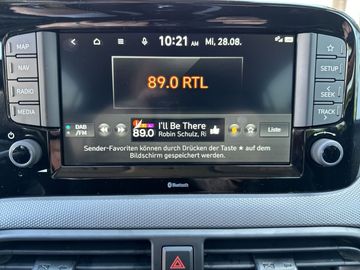 10:21 AM Mi, 28.08.
MAP
NAV
RADIO
MEDIA
89.0 RTL
SETUP
SEEK
TRACK
DAB
/FM
89.0
I'll Be There
Robin Schulz, Ri
Liste
Sender-Favoriten können durch Drücken der Taste ★ auf dem
Bildschirm gespeichert werden.
Bluetooth